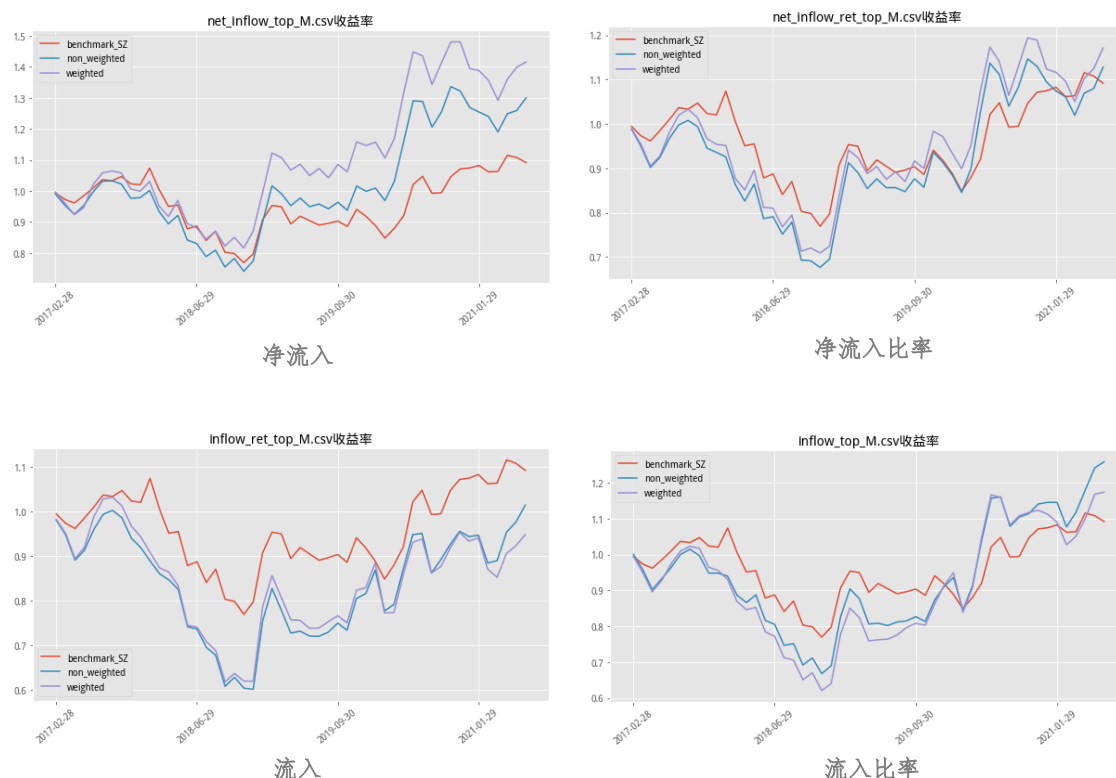 net_inflow_top_M.csv收益率
1.5
1.4
1.3
1.2
1.1
1.0
0.9
0.8
benchmark_SZ
non_weighted
weighted
2017-02-28
2018-06-29
2019-09-30
2021-01-29
净流入
net_inflow_ret_top_M.csv收益率
1.2
1.1
1.0
0.9
0.8
0.7
benchmark_SZ
non_weighted
weighted
2017-02-28
2018-06-29
2019-09-30
2021-01-29
净流入比率
inflow_ret_top_M.csv收益率
1.1
1.0
0.9
0.8
0.7
0.6
benchmark_SZ
non_weighted
weighted
2017-02-28
2018-06-29
2019-09-30
2021-01-29
流入
inflow_top_M.csv收益率
1.2
1.1
1.0
0.9
0.8
0.7
0.6
benchmark_SZ
non_weighted
weighted
2017-02-28
2018-06-29
2019-09-30
2021-01-29
流入比率